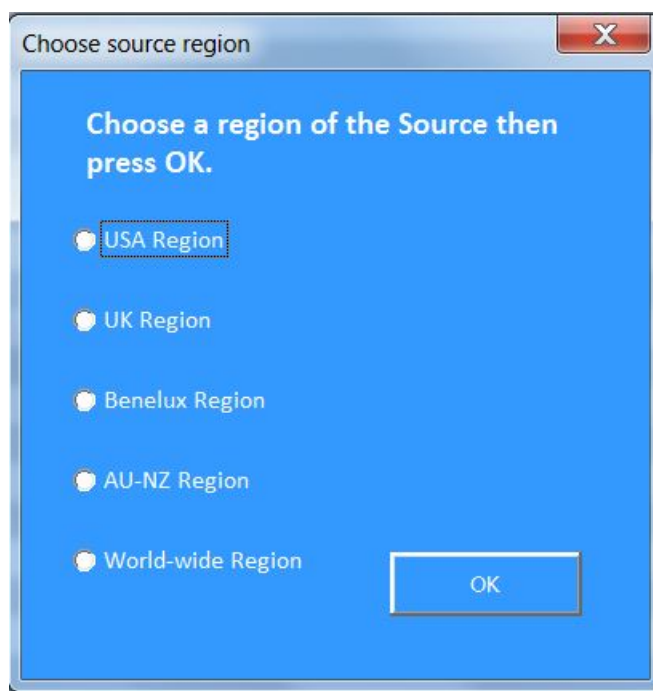 Choose source region
Choose a region of the Source then
press OK.
USA Region
UK Region
Benelux Region
AU-NZ Region
World-wide Region
OK